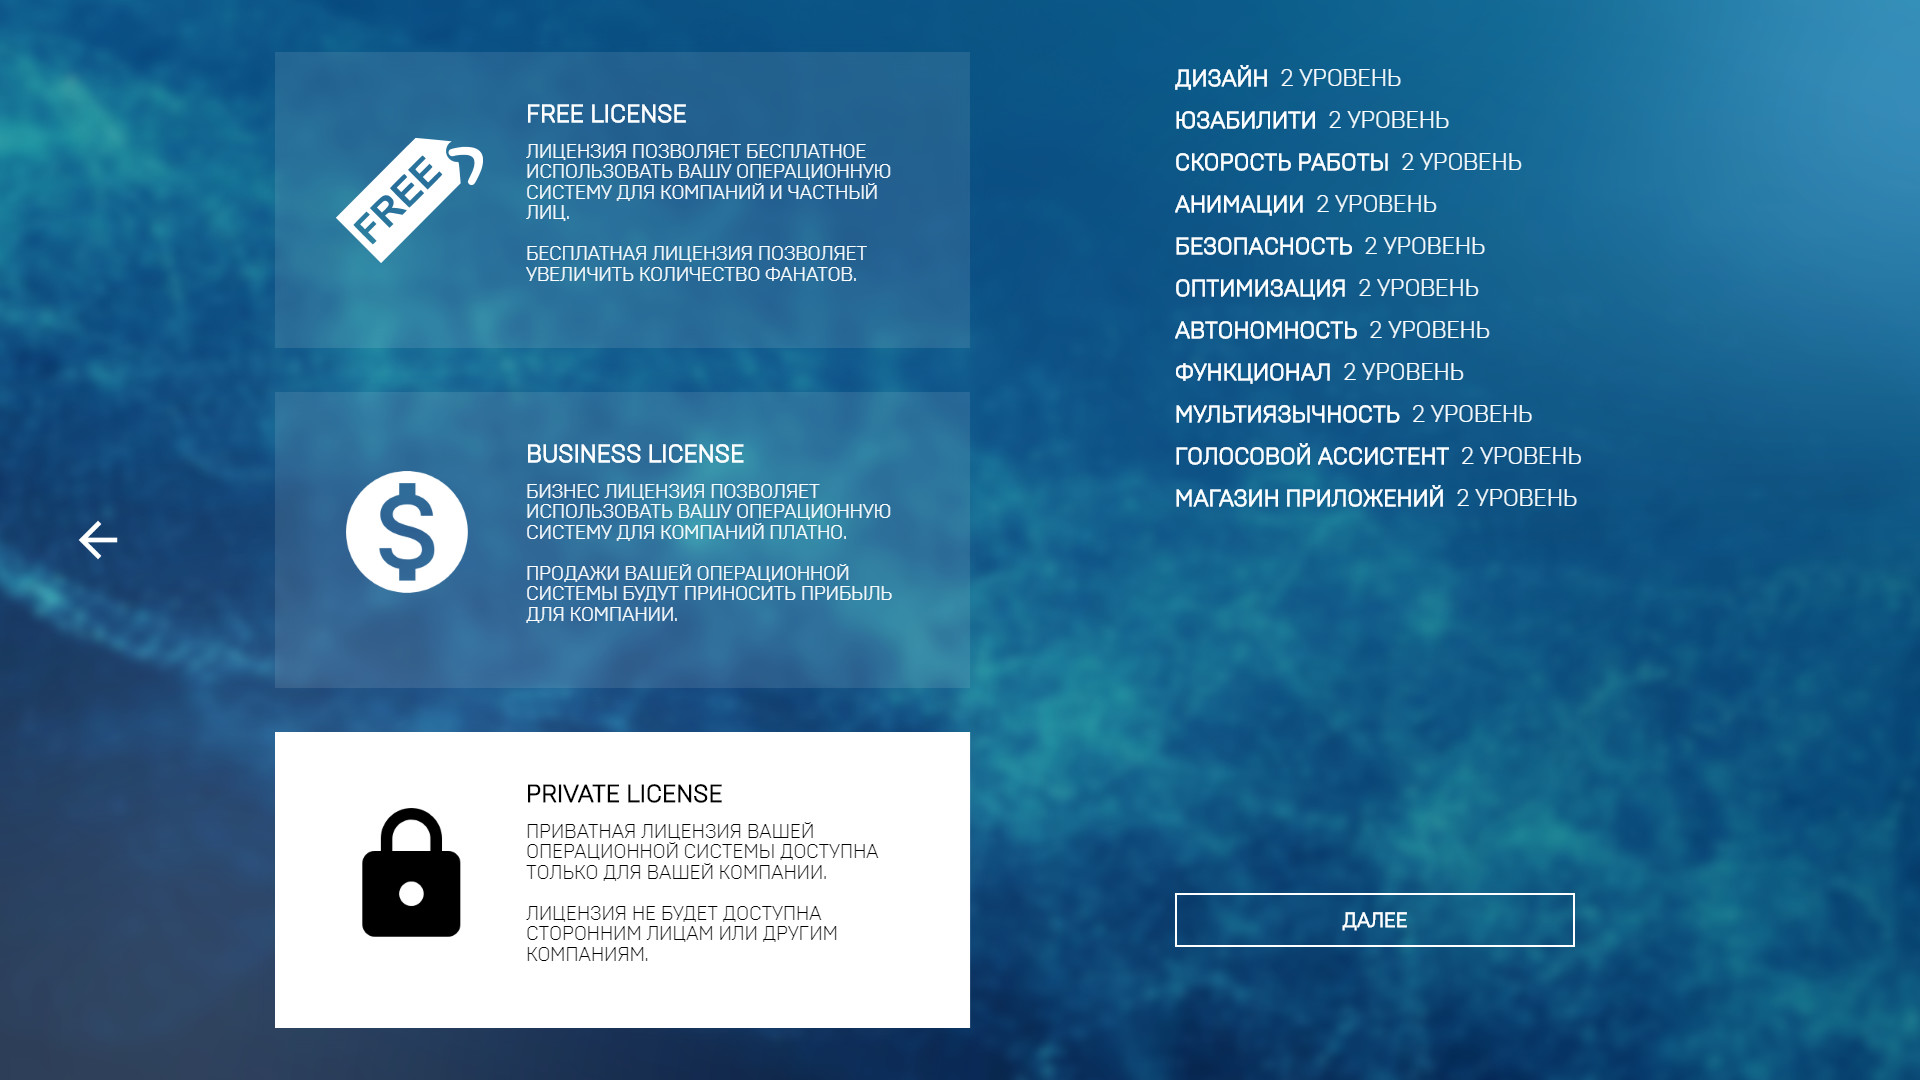 FREE
FREE LICENSE
ЛИЦЕНЗИЯ ПОЗВОЛЯЕТ БЕСПЛАТНОЕ
ИСПОЛЬЗОВАТЬ ВАШУ ОПЕРАЦИОННУЮ
СИСТЕМУ ДЛЯ КОМПАНИЙ И ЧАСТНЫЙ
ЛИЦ.
БЕСПЛАТНАЯ ЛИЦЕНЗИЯ ПОЗВОЛЯЕТ
УВЕЛИЧИТЬ КОЛИЧЕСТВО ФАНАТОВ.
$
BUSINESS LICENSE
БИЗНЕС ЛИЦЕНЗИЯ ПОЗВОЛЯЕТ
ИСПОЛЬЗОВАТЬ ВАШУ ОПЕРАЦИОННУЮ
СИСТЕМУ ДЛЯ КОМПАНИЙ ПЛАТНО.
ПРОДАЖИ ВАШЕЙ ОПЕРАЦИОННОЙ
СИСТЕМЫ БУДУТ ПРИНОСИТЬ ПРИБЫЛЬ
ДЛЯ КОМПАНИИ.
PRIVATE LICENSE
ПРИВАТНАЯ ЛИЦЕНЗИЯ ВАШЕЙ
ОПЕРАЦИОННОЙ СИСТЕМЫ ДОСТУПНА
ТОЛЬКО ДЛЯ ВАШЕЙ КОМПАНИИ.
ЛИЦЕНЗИЯ НЕ БУДЕТ ДОСТУПНА
СТОРОННИМ ЛИЦАМ ИЛИ ДРУГИМ
КОМПАНИЯМ.
ДИЗАЙН 2 УРОВЕНЬ
ЮЗАБИЛИТИ 2 УРОВЕНЬ
СКОРОСТЬ РАБОТЫ 2 УРОВЕНЬ
АНИМАЦИИ 2 УРОВЕНЬ
БЕЗОПАСНОСТЬ 2 УРОВЕНЬ
ОПТИМИЗАЦИЯ 2 УРОВЕНЬ
АВТОНОМНОСТЬ 2 УРОВЕНЬ
ФУНКЦИОНАЛ 2 УРОВЕНЬ
МУЛЬТИЯЗЫЧНОСТЬ 2 УРОВЕНЬ
ГОЛОСОВОЙ АССИСТЕНТ 2 УРОВЕНЬ
МАГАЗИН ПРИЛОЖЕНИЙ 2 УРОВЕНЬ
ДАЛЕЕ